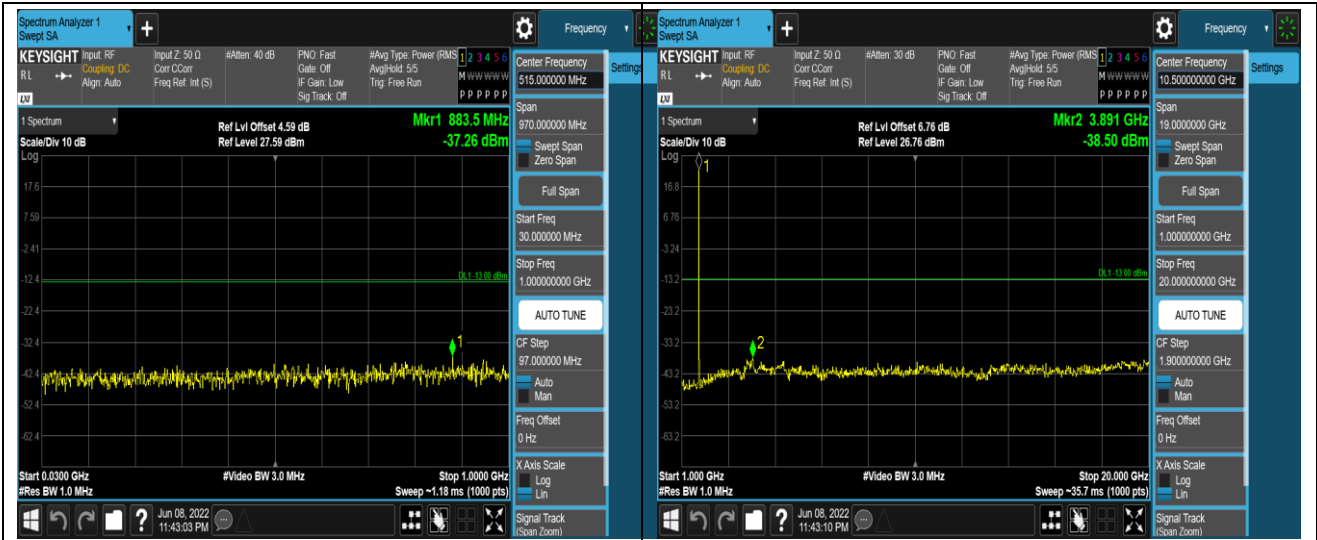 Spectrum Analyzer 1
Swept SA
Frequency
KEYSIGHT Input: RF
RL
Coupling: DC
Align: Auto
Input Z: 50 Ω
Corr CCorr
Freq Ref: Int (S)
#Atten: 40 dB
PNO: Fast
Gate: Off
IF Gain: Low
Sig Track: Off
#Avg Type: Power (RMS
Avg|Hold: 5/5
Trig: Free Run
1 2 3 4 5 6
M W W W W W
P P P P P P
LXI
Center Frequency
515.000000 MHz
Settings
Span
970.000000 MHz
Swept Span
Zero Span
Full Span
Start Freq
30.000000 MHz
Stop Freq
1.000000000 GHz
AUTO TUNE
CF Step
97.000000 MHz
Auto
Man
Freq Offset
0 Hz
X Axis Scale
Log
Lin
Signal Track
(Span Zoom)
1 Spectrum
Scale/Div 10 dB
Log
Ref Lvl Offset 4.59 dB
Ref Level 27.59 dBm
Mkr1 883.5 MHz
-37.26 dBm
17.6
7.59
-2.41
-12.4
DL1 -13.00 dBm
-22.4
-32.4
1
-42.4
-52.4
-62.4
Start 0.0300 GHz
#Res BW 1.0 MHz
#Video BW 3.0 MHz
Stop 1.0000 GHz
Sweep ~1.18 ms (1000 pts)
Jun 08, 2022
11:43:03 PM
Spectrum Analyzer 1
Swept SA
Frequency
KEYSIGHT Input: RF
RL
Coupling: DC
Align: Auto
Input Z: 50 Ω
Corr CCorr
Freq Ref: Int (S)
#Atten: 30 dB
PNO: Fast
Gate: Off
IF Gain: Low
Sig Track: Off
#Avg Type: Power (RMS
Avg|Hold: 5/5
Trig: Free Run
1 2 3 4 5 6
M W W W W W
P P P P P P
LXI
Center Frequency
10.500000000 GHz
Settings
Span
19.0000000 GHz
Swept Span
Zero Span
Full Span
Start Freq
1.000000000 GHz
Stop Freq
20.000000000 GHz
AUTO TUNE
CF Step
1.900000000 GHz
Auto
Man
Freq Offset
0 Hz
X Axis Scale
Log
Lin
Signal Track
(Span Zoom)
1 Spectrum
Scale/Div 10 dB
Log
Ref Lvl Offset 6.76 dB
Ref Level 26.76 dBm
Mkr2 3.891 GHz
-38.50 dBm
1
16.8
6.76
-3.24
-13.2
DL1 -13.00 dBm
-23.2
-33.2
2
-43.2
-53.2
-63.2
Start 1.000 GHz
#Res BW 1.0 MHz
#Video BW 3.0 MHz
Stop 20.000 GHz
Sweep ~35.7 ms (1000 pts)
Jun 08, 2022
11:43:10 PM